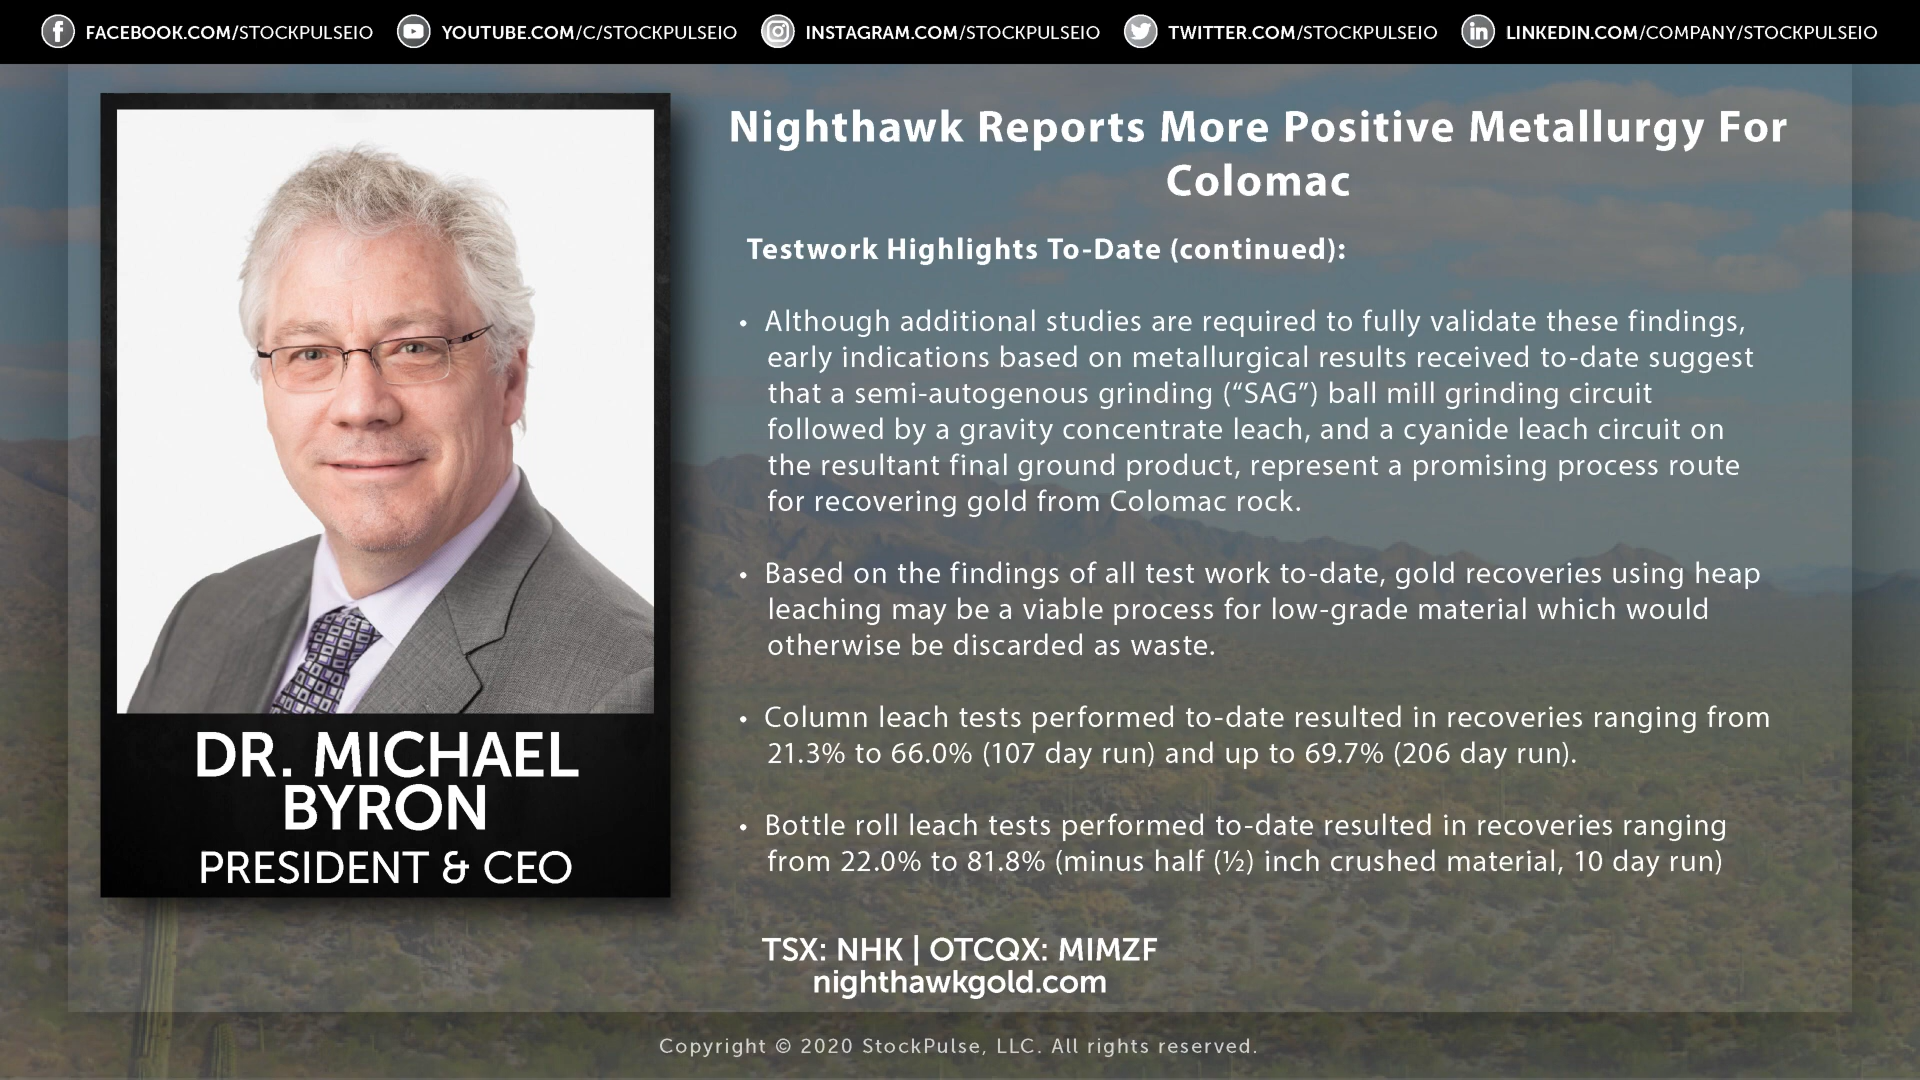 FACEBOOK.COM/STOCKPULSEIO YOUTUBE.COM/C/STOCKPULSEIO INSTAGRAM.COM/STOCKPULSEIO TWITTER.COM/STOCKPULSEIO LINKEDIN.COM/COMPANY/STOCKPULSEIO
DR. MICHAEL
BYRON
PRESIDENT & CEO
Nighthawk Reports More Positive Metallurgy For
Colomac
Testwork Highlights To-Date (continued):
• Although additional studies are required to fully validate these findings,
early indications based on metallurgical results received to-date suggest
that a semi-autogenous grinding (“SAG”) ball mill grinding circuit
followed by a gravity concentrate leach, and a cyanide leach circuit on
the resultant final ground product, represent a promising process route
for recovering gold from Colomac rock.
• Based on the findings of all test work to-date, gold recoveries using heap
leaching may be a viable process for low-grade material which would
otherwise be discarded as waste.
• Column leach tests performed to-date resulted in recoveries ranging from
21.3% to 66.0% (107 day run) and up to 69.7% (206 day run).
• Bottle roll leach tests performed to-date resulted in recoveries ranging
from 22.0% to 81.8% (minus half (½) inch crushed material, 10 day run)
TSX: NHK | OTCQX: MIMZF
nighthawkgold.com
Copyright © 2020 StockPulse, LLC. All rights reserved.